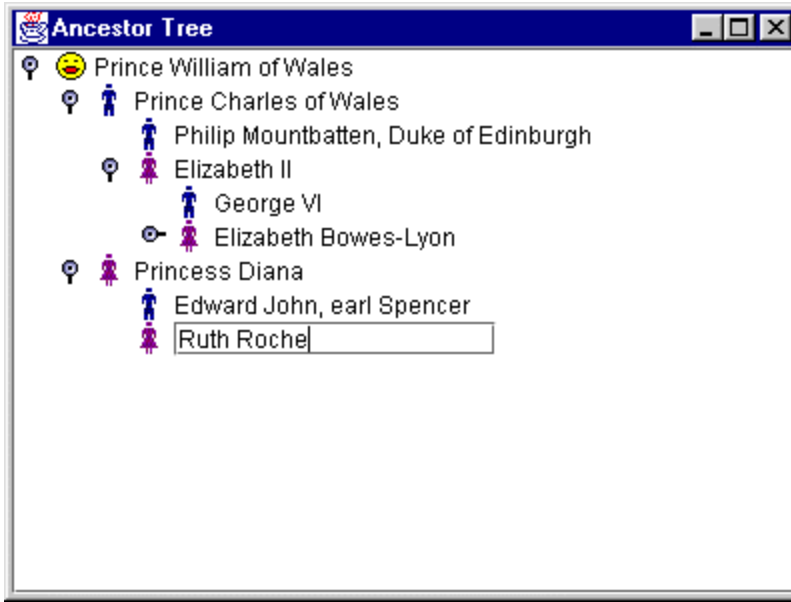 Ancestor Tree
Prince William of Wales
Prince Charles of Wales
Philip Mountbatten, Duke of Edinburgh
Elizabeth II
George VI
Elizabeth Bowes-Lyon
Princess Diana
Edward John, earl Spencer
Ruth Roche